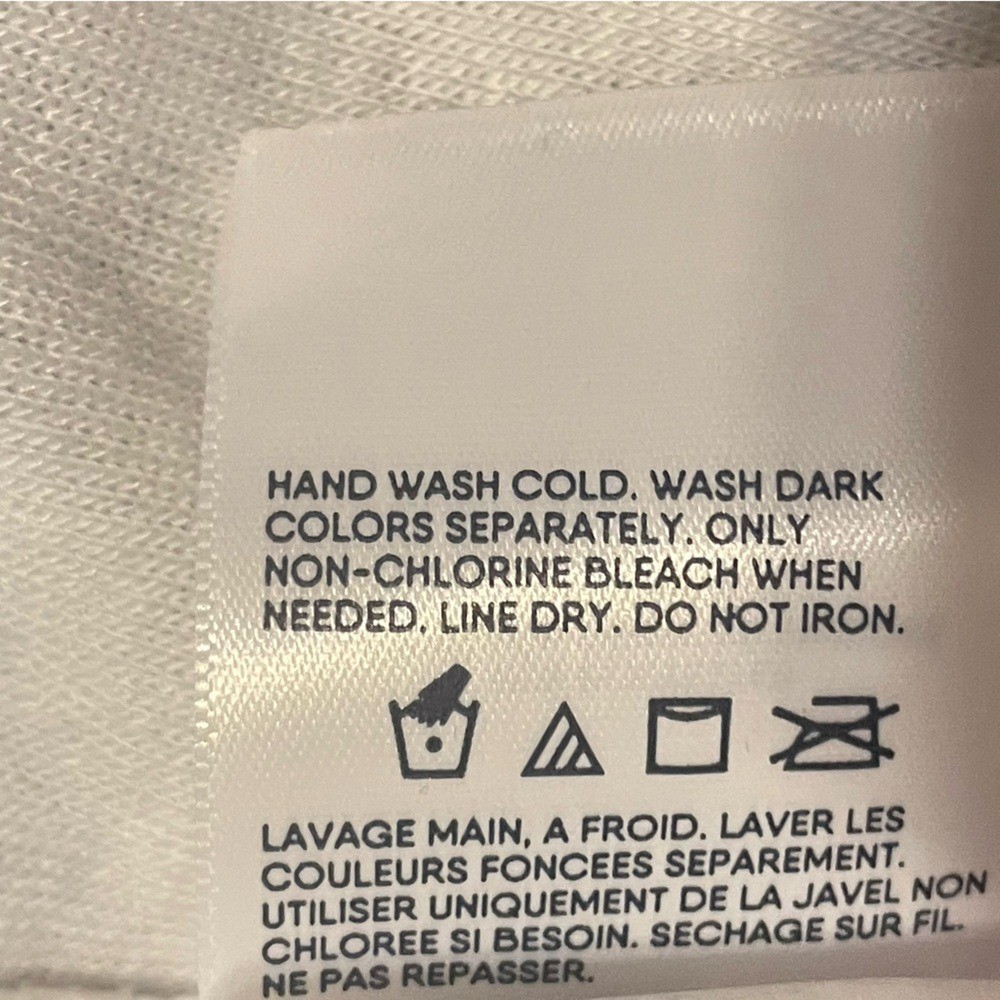 HAND WASH COLD. WASH DARK
COLORS SEPARATELY. ONLY
NON-CHLORINE BLEACH WHEN
NEEDED. LINE DRY. DO NOT IRON.
LAVAGE MAIN, A FROID. LAVER LES
COULEURS FONCEES SEPAREMENT.
UTILISER UNIQUEMENT DE LA JAVEL NON
CHLOREE SI BESOIN. SECHAGE SUR FIL.
NE PAS REPASSER.